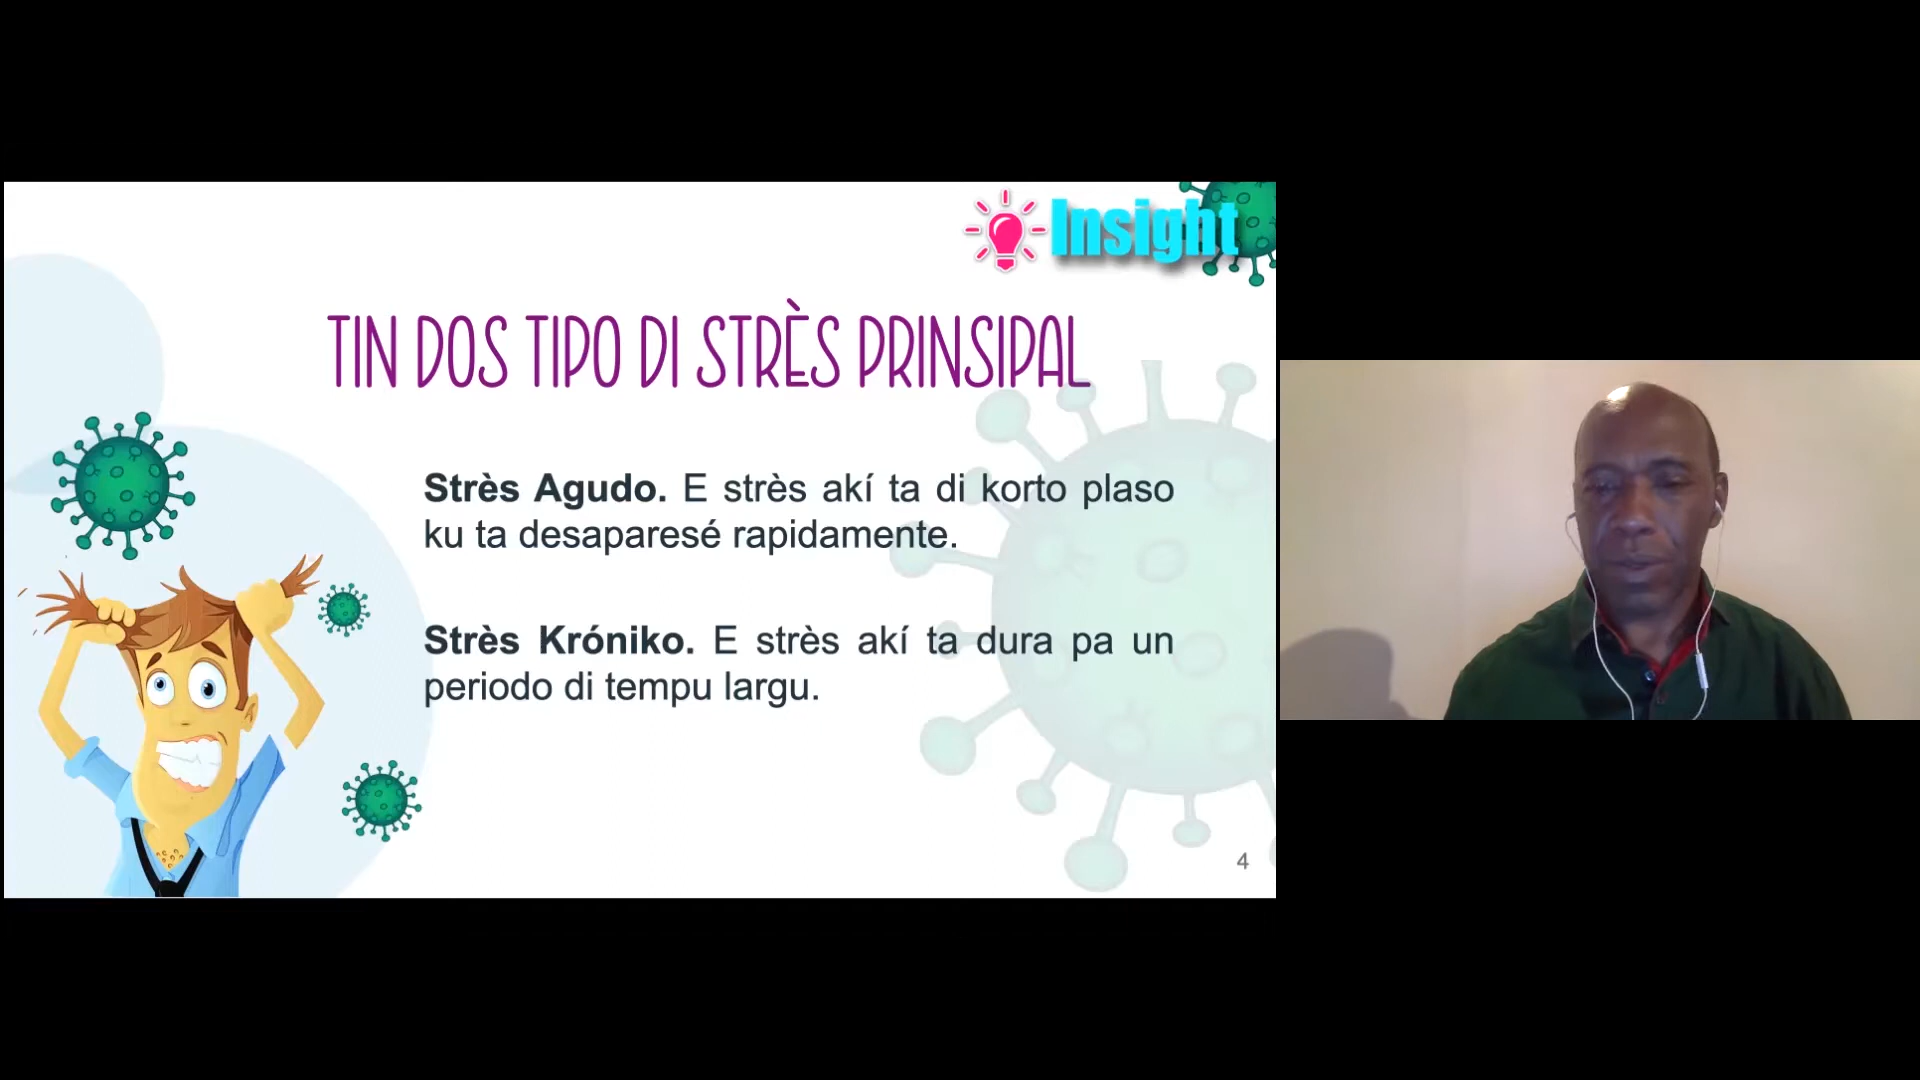 Insight
TIN DOS TIPO DI STRÈS PRINSIPAL
Strès Agudo. E strès akí ta di korto plaso
ku ta desaparesé rapidamente.
Strès Króniko. E strès akí ta dura pa un
periodo di tempu largu.
4